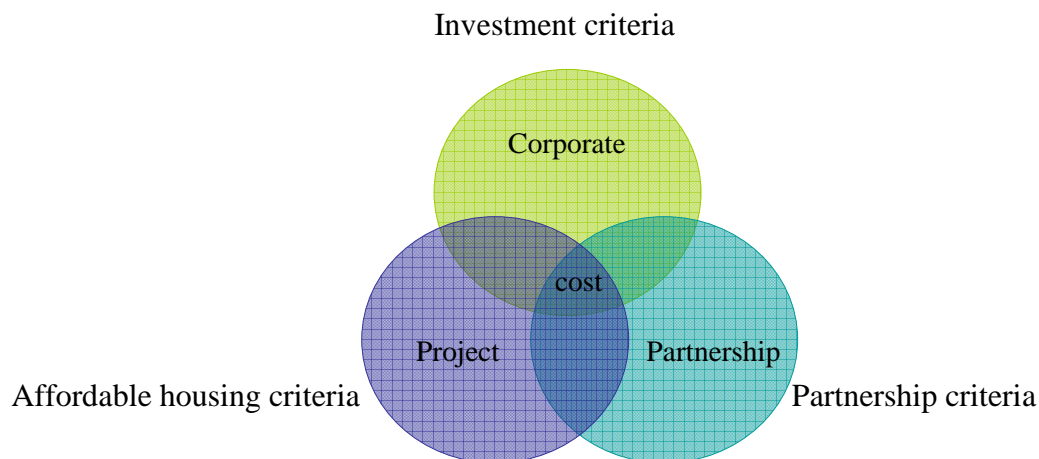 Investment criteria
Corporate
cost
Project
Partnership
Affordable housing criteria
Partnership criteria